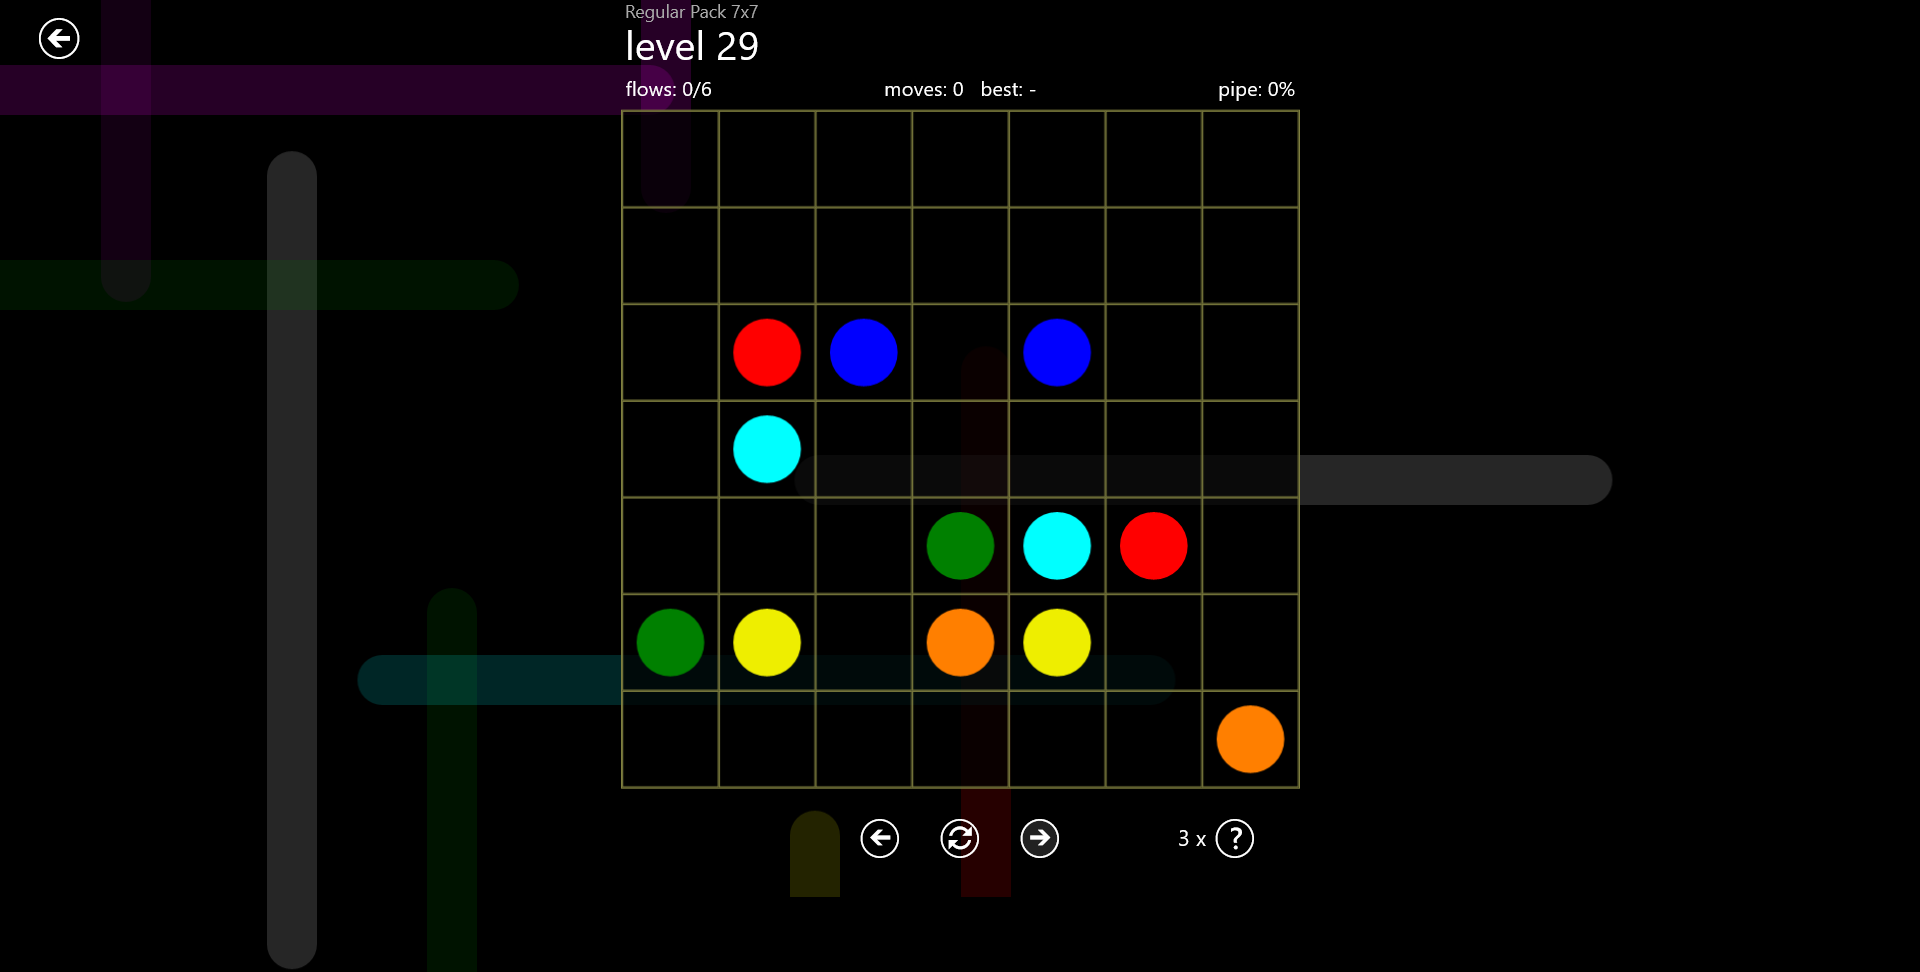 Regular Pack 7x7
level 29
flows: 0/6 moves: 0 best: - pipe: 0%
3 x ?